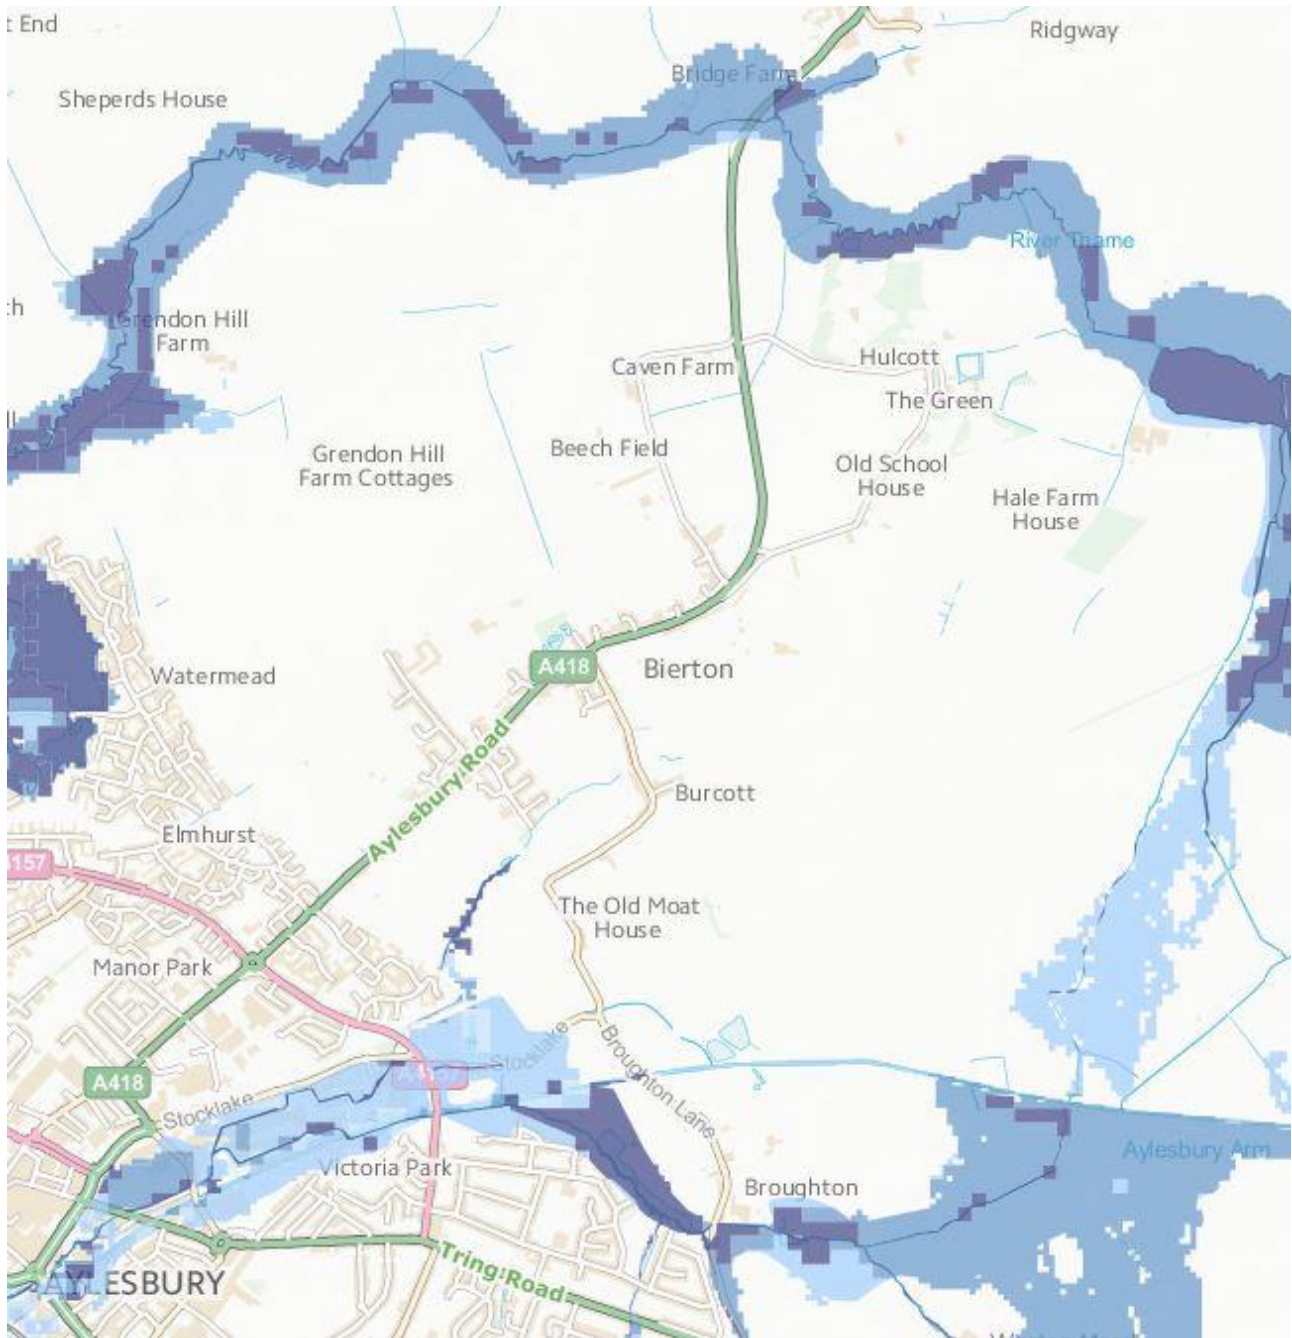 t End
Ridgway
Bridge Farm
Sheperds House
River Thame
th
Grendon Hill
Farm
Caven Farm
Hulcott
The Green
ll
Beech Field
Grendon Hill
Farm Cottages
Old School
House
Hale Farm
House
A418
Bierton
Watermead
Aylesbury Road
Burcott
Elmhurst
157
The Old Moat
House
Manor Park
Stocklake
Broughton Lane
A418
Stocklake
Aylesbury Arm
Victoria Park
Broughton
Tring Road
AYLESBURY